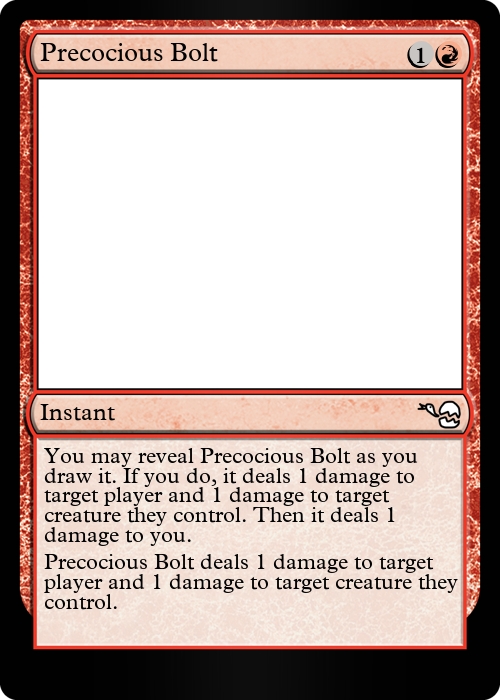 Precocious Bolt 1
Instant
You may reveal Precocious Bolt as you
draw it. If you do, it deals 1 damage to
target player and 1 damage to target
creature they control. Then it deals 1
damage to you.
Precocious Bolt deals 1 damage to target
player and 1 damage to target creature they
control.